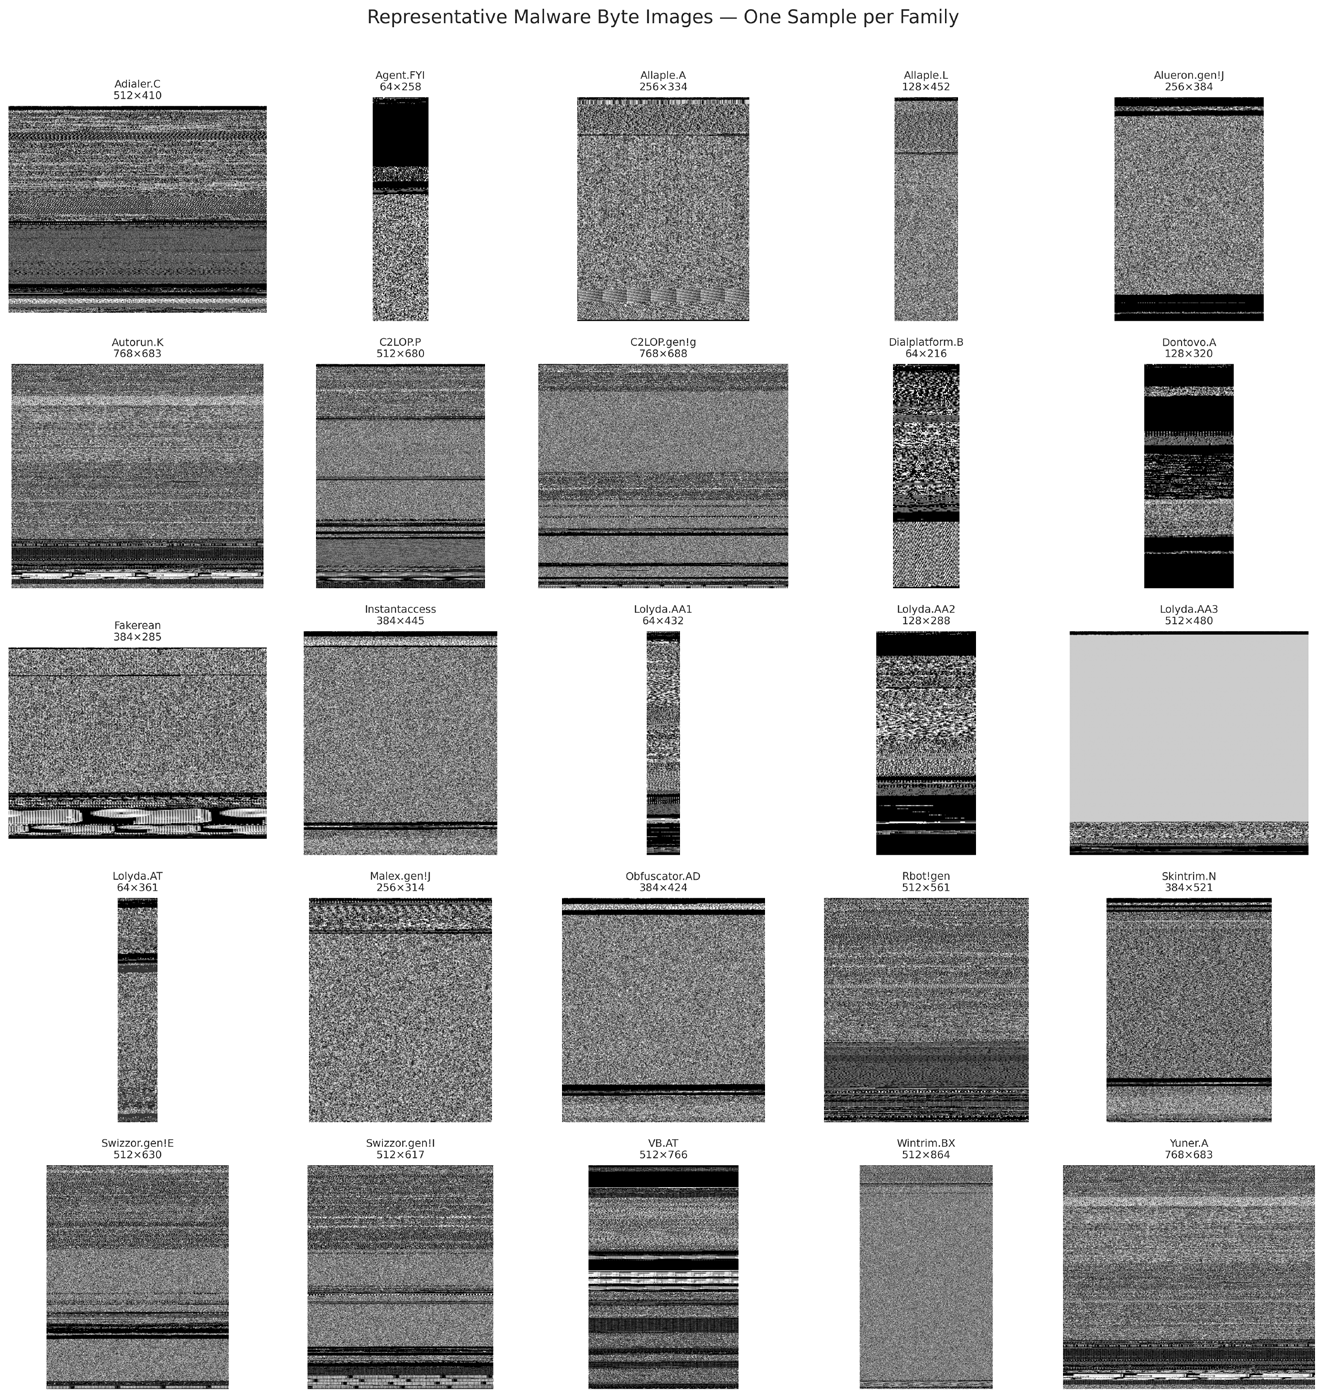 Representative Malware Byte Images — One Sample per Family
Adialer.C
512×410
Agent.FYI
64×258
Allaple.A
256×334
Allaple.L
128×452
Alueron.gen!J
256×384
Autorun.K
768×683
C2LOP.P
512×680
C2LOP.gen!g
768×688
Dialplatform.B
64×216
Dontovo.A
128×320
Fakerean
384×285
Instantaccess
384×445
Lolyda.AA1
64×432
Lolyda.AA2
128×288
Lolyda.AA3
512×480
Lolyda.AT
64×361
Malex.gen!J
256×314
Obfuscator.AD
384×424
Rbot!gen
512×561
Skintrim.N
384×521
Swizzor.gen!E
512×630
Swizzor.gen!I
512×617
VB.AT
512×766
Wintrim.BX
512×864
Yuner.A
768×683